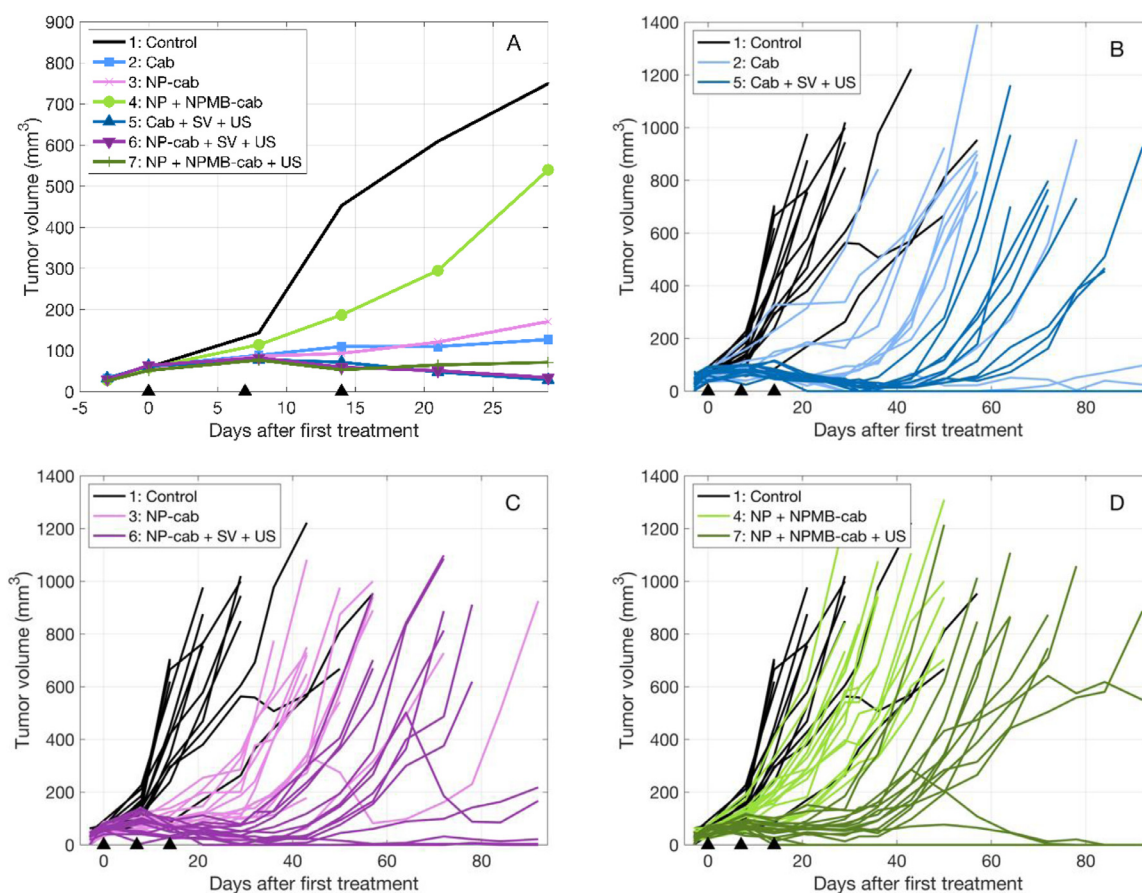 A
1: Control
2: Cab
3: NP-cab
4: NP + NPMB-cab
5: Cab + SV + US
6: NP-cab + SV + US
7: NP + NPMB-cab + US
Tumor volume (mm3)
900
800
700
600
500
400
300
200
100
0
-5 0 5 10 15 20 25
Days after first treatment
B
1: Control
2: Cab
5: Cab + SV + US
Tumor volume (mm3)
1400
1200
1000
800
600
400
200
0
0 20 40 60 80
Days after first treatment
C
1: Control
3: NP-cab
6: NP-cab + SV + US
Tumor volume (mm3)
1400
1200
1000
800
600
400
200
0
0 20 40 60 80
Days after first treatment
D
1: Control
4: NP + NPMB-cab
7: NP + NPMB-cab + US
Tumor volume (mm3)
1400
1200
1000
800
600
400
200
0
0 20 40 60 80
Days after first treatment